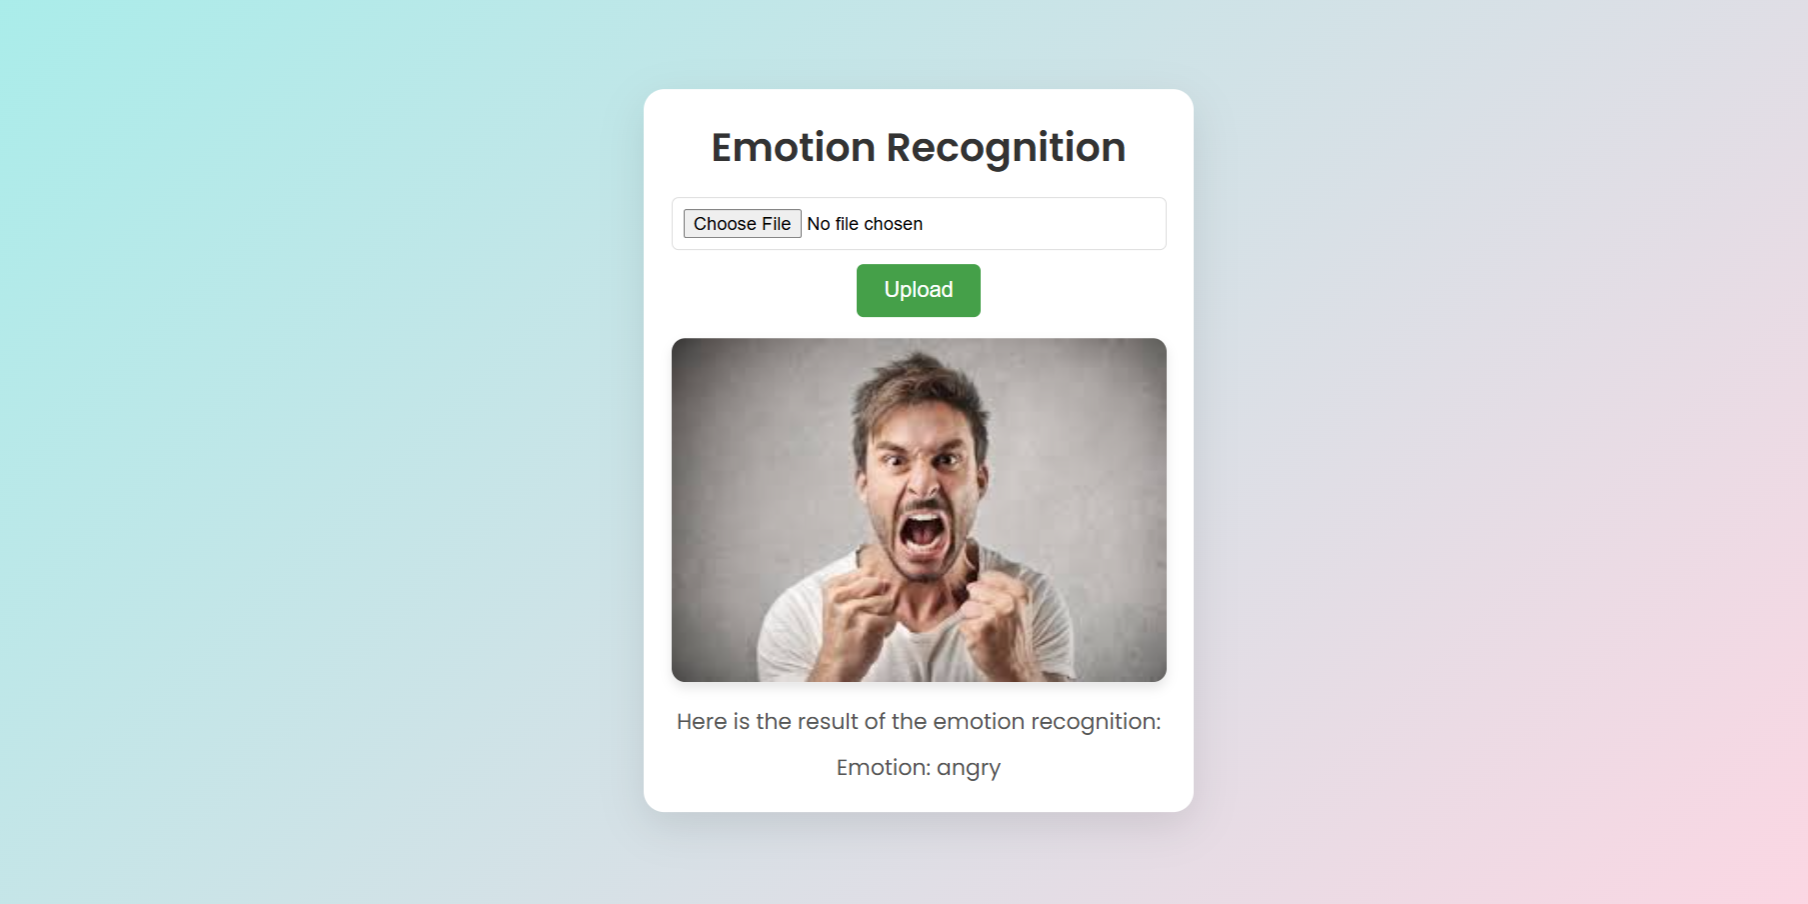 Emotion Recognition
Choose File No file chosen
Upload
Here is the result of the emotion recognition:
Emotion: angry